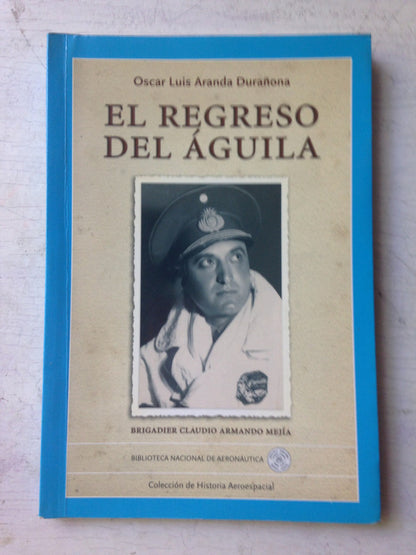 Oscar Luis Aranda Durañona
EL REGRESO
DEL ÁGUILA
BRIGADIER CLAUDIO ARMANDO MEJÍA
BIBLIOTECA NACIONAL DE AERONÁUTICA
Colección de Historia Aeroespacial